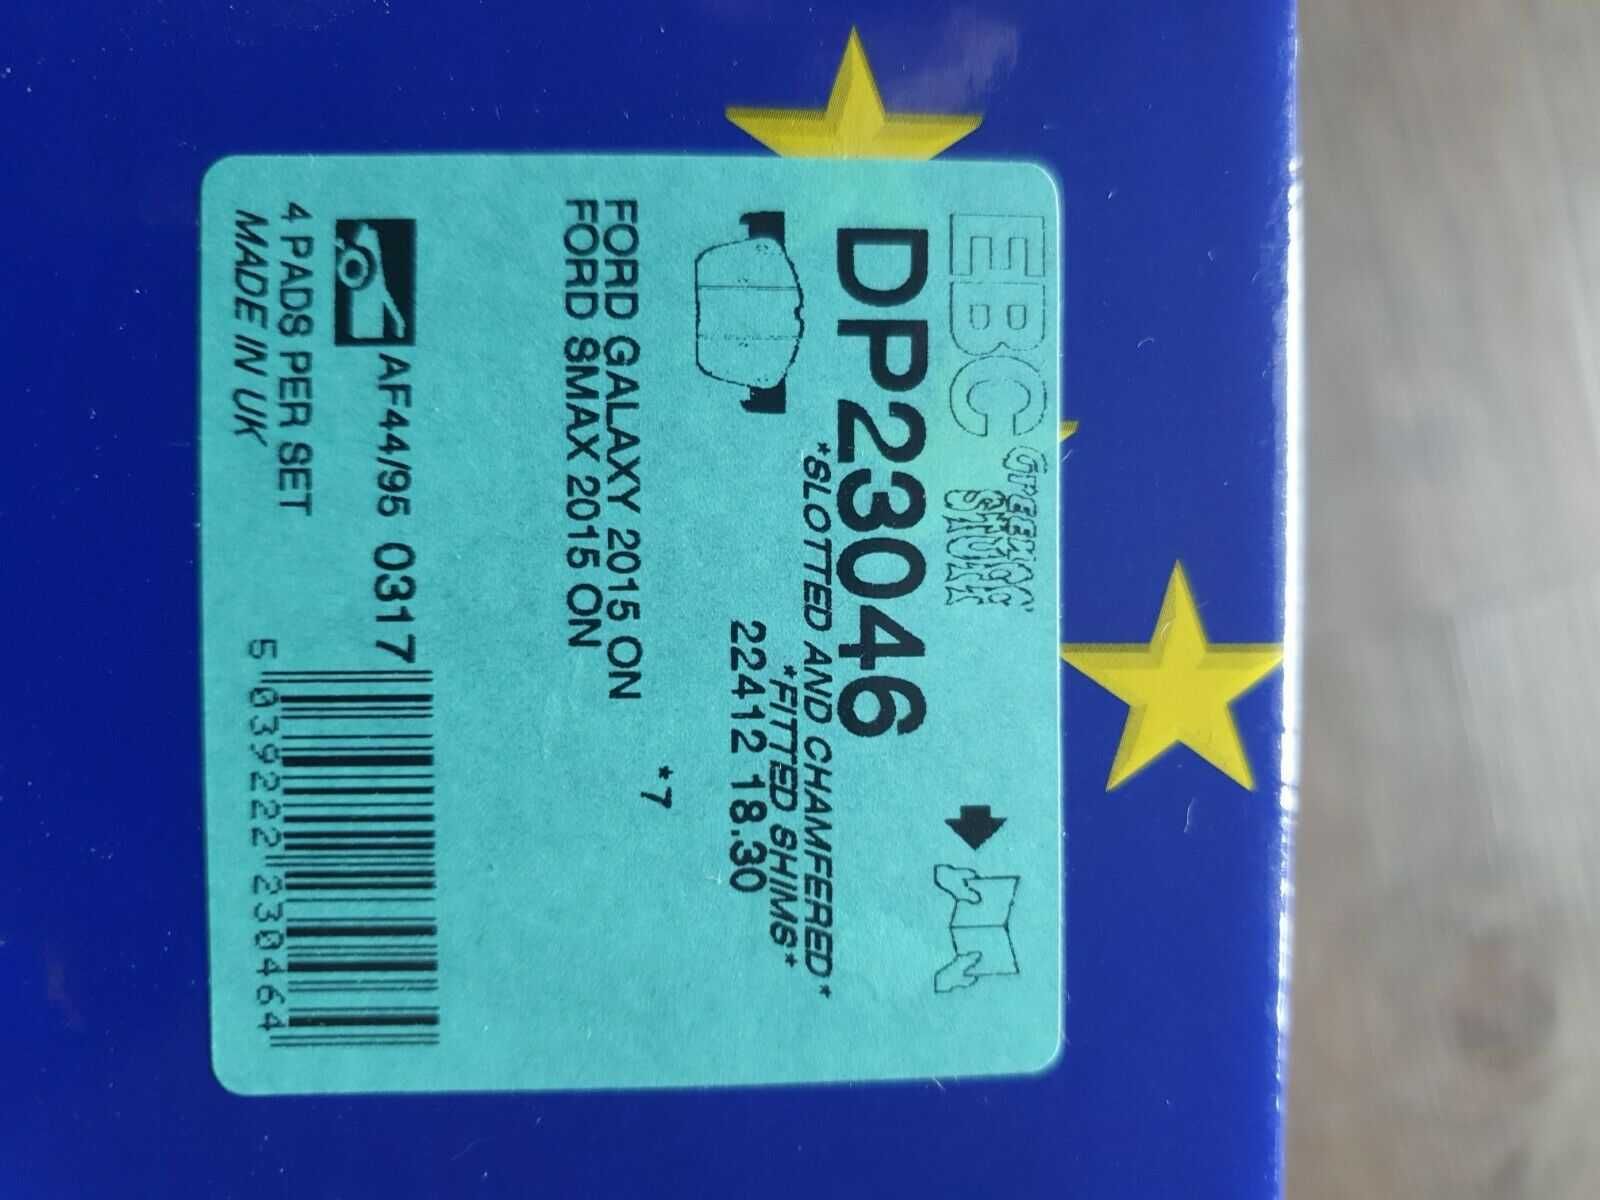 EBC Greenstuff
DP23046
*SLOTTED AND CHAMFERED*
*FITTED SHIMS*
22412 18.30
*7
FORD GALAXY 2015 ON
FORD SMAX 2015 ON
AF44/95 0317
4 PADS PER SET
MADE IN UK
5 039222 230464